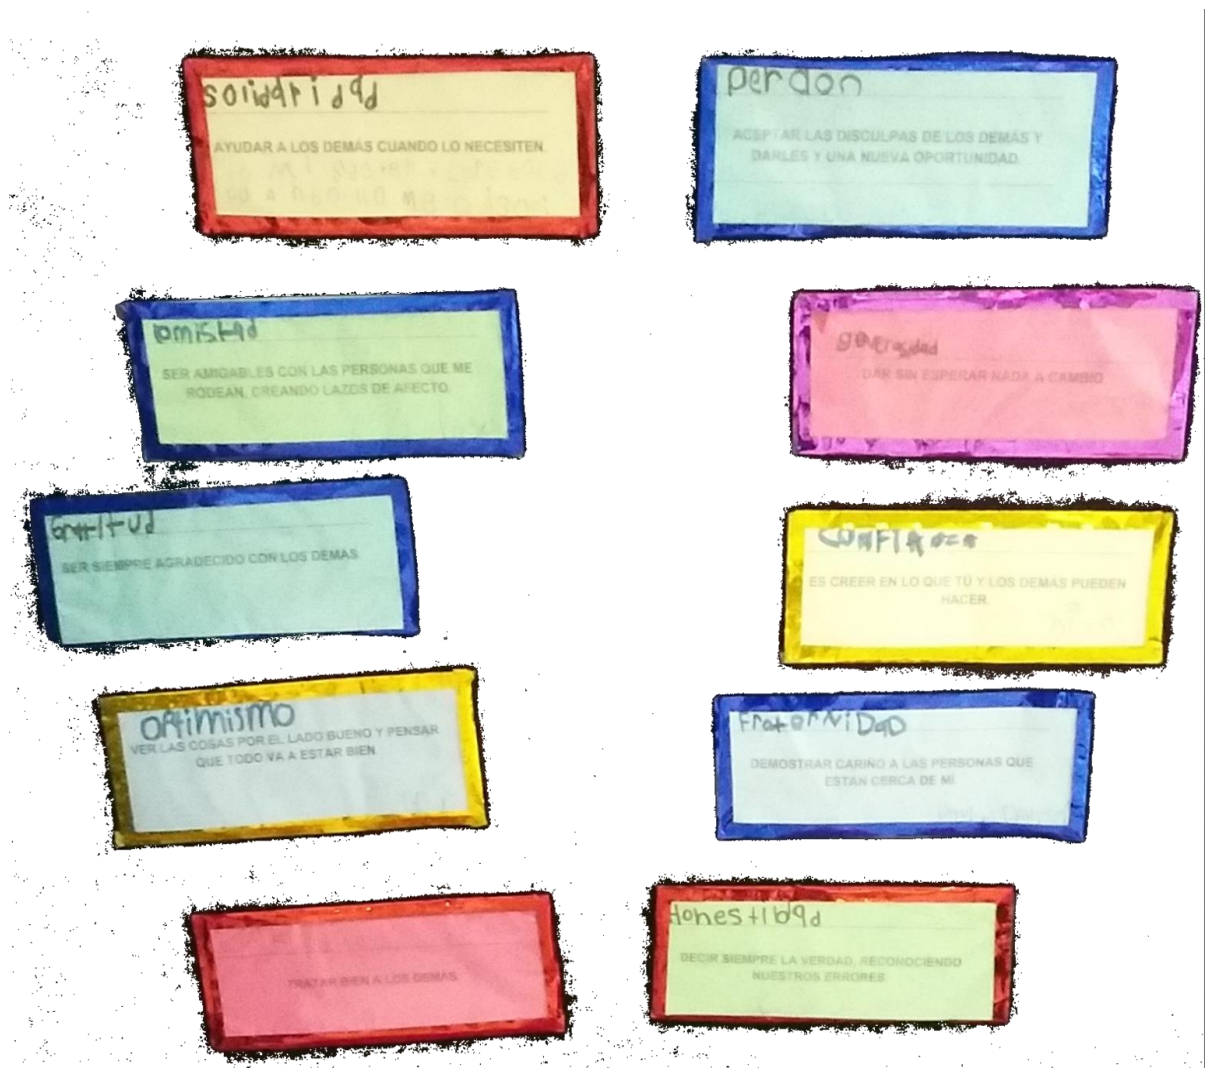 solidaridad
AYUDAR A LOS DEMÁS CUANDO LO NECESITEN.
perdon
ACEPTAR LAS DISCULPAS DE LOS DEMÁS Y
DARLES Y UNA NUEVA OPORTUNIDAD.
amistad
SER AMIGABLES CON LAS PERSONAS QUE ME
RODEAN, CREANDO LAZOS DE AFECTO.
generosidad
DAR SIN ESPERAR NADA A CAMBIO
Gratitud
SER SIEMPRE AGRADECIDO CON LOS DEMAS.
ES CREER EN LO QUE TÚ Y LOS DEMÁS PUEDEN
HACER.
optimismo
VER LAS COSAS POR EL LADO BUENO Y PENSAR
QUE TODO VA A ESTAR BIEN
FraternidaD
DEMOSTRAR CARIÑO A LAS PERSONAS QUE
ESTÁN CERCA DE MÍ.
TRATAR BIEN A LOS DEMAS.
Honestidad
DECIR SIEMPRE LA VERDAD, RECONOCIENDO
NUESTROS ERRORES.